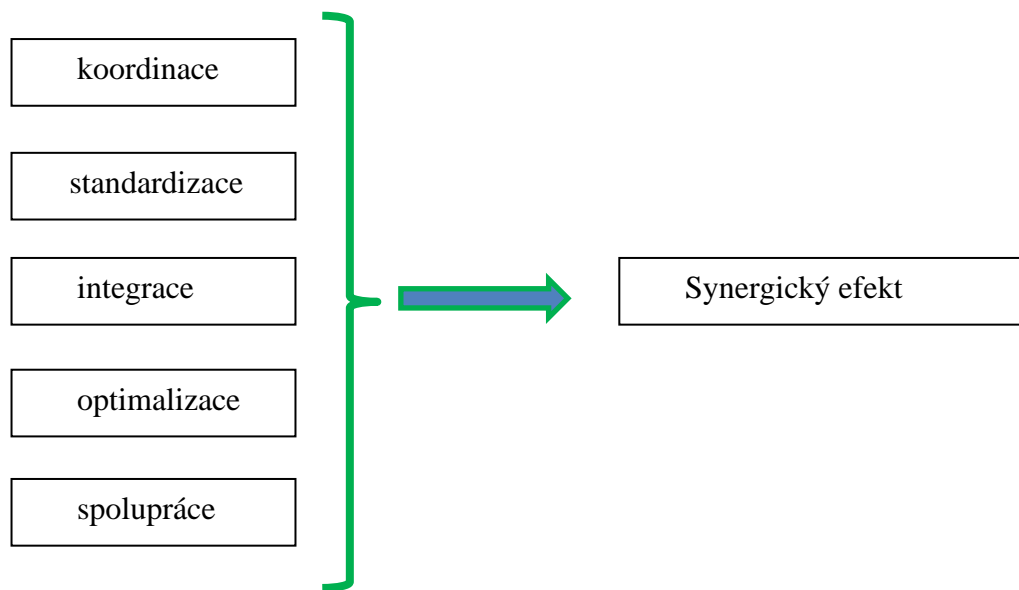 koordinace
standardizace
integrace
optimalizace
spolupráce
Synergický efekt